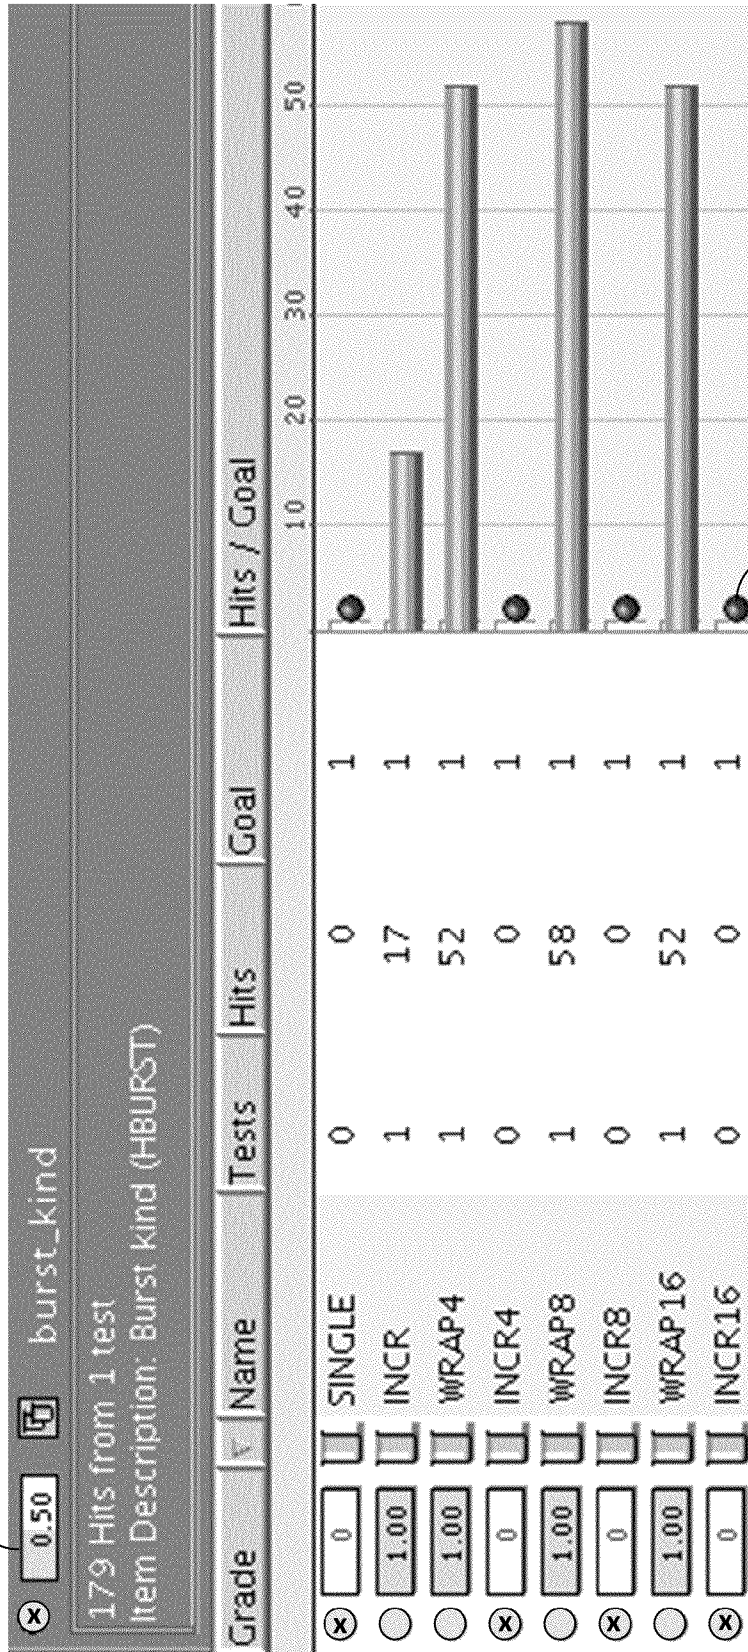 x 0.50 burst_kind
179 Hits from 1 test
Item Description: Burst kind (HBURST)
Grade Name Tests Hits Goal Hits / Goal
10 20 30 40 50
x 0 SINGLE 0 0 1
1.00 INCR 1 17 1
1.00 WRAP4 1 52 1
x 0 INCR4 0 0 1
1.00 WRAP8 1 58 1
x 0 INCR8 0 0 1
1.00 WRAP16 1 52 1
x 0 INCR16 0 0 1